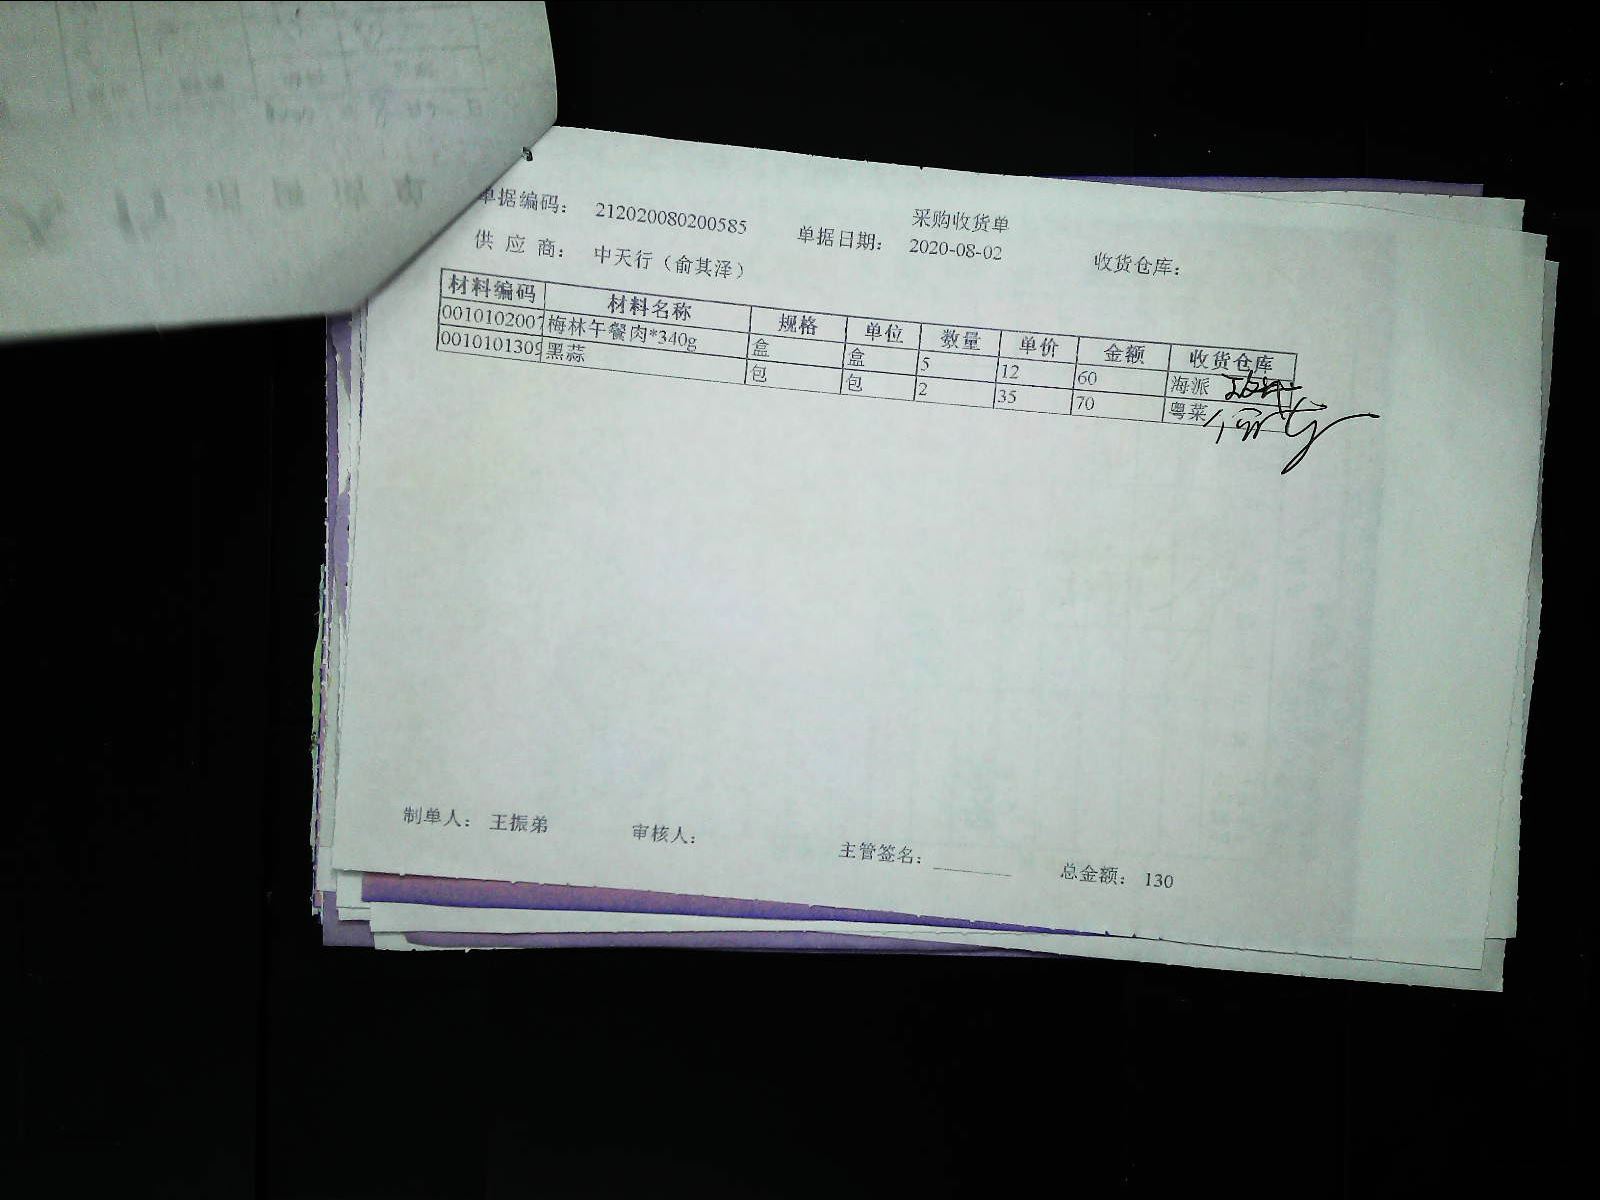 采购收货单
单据编码： 212020080200585 单据日期： 2020-08-02 收货仓库：
供 应 商： 中天行（俞其泽）
材料编码 材料名称 规格 单位 数量 单价 金额 收货仓库
0010102007 梅林午餐肉*340g 盒 盒 5 12 60 海派
0010101309 黑蒜 包 包 2 35 70 粤菜
制单人： 王振弟 审核人： 主管签名： 总金额： 130